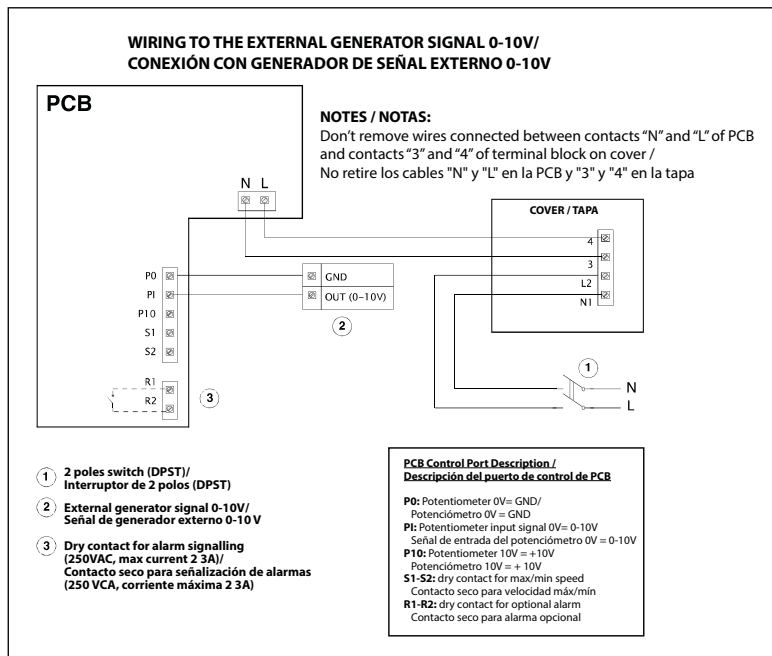 WIRING TO THE EXTERNAL GENERATOR SIGNAL 0-10V/
CONEXIÓN CON GENERADOR DE SEÑAL EXTERNO 0-10V
PCB
NOTES / NOTAS:
Don't remove wires connected between contacts “N” and “L” of PCB
and contacts “3” and “4” of terminal block on cover /
No retire los cables "N" y "L" en la PCB y "3" y "4" en la tapa
N L
COVER / TAPA
4
3
L2
N1
P0
PI
P10
S1
S2
R1
R2
GND
OUT (0-10V)
2
3
1
N
L
1 2 poles switch (DPST)/
Interruptor de 2 polos (DPST)
2 External generator signal 0-10V/
Señal de generador externo 0-10 V
3 Dry contact for alarm signalling
(250VAC, max current 2 3A)/
Contacto seco para señalización de alarmas
(250 VCA, corriente máxima 2 3A)
PCB Control Port Description /
Descripción del puerto de control de PCB
P0: Potentiometer 0V= GND/
Potenciómetro 0V = GND
PI: Potentiometer input signal 0V= 0-10V
Señal de entrada del potenciómetro 0V = 0-10V
P10: Potentiometer 10V = +10V
Potenciómetro 10V = + 10V
S1-S2: dry contact for max/min speed
Contacto seco para velocidad máx/mín
R1-R2: dry contact for optional alarm
Contacto seco para alarma opcional